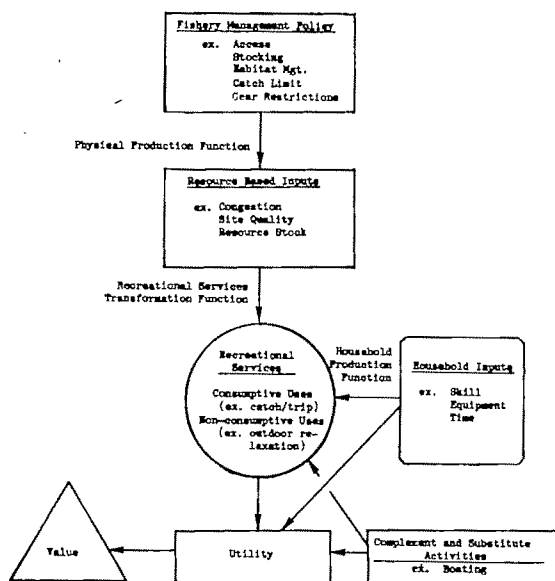 Fishery Management Policy
ex. Access
Stocking
Habitat Mgt.
Catch Limit
Gear Restrictions
Physical Production Function
Resource Based Inputs
ex. Congestion
Site Quality
Resource Stock
Recreational Services
Transformation Function
Recreational
Services
Consumptive Uses
(ex. catch/trip)
Non-consumptive Uses
(ex. outdoor re-
laxation)
Household
Production
Function
Household Inputs
ex. Skill
Equipment
Time
Value
Utility
Complement and Substitute
Activities
ex. Boating